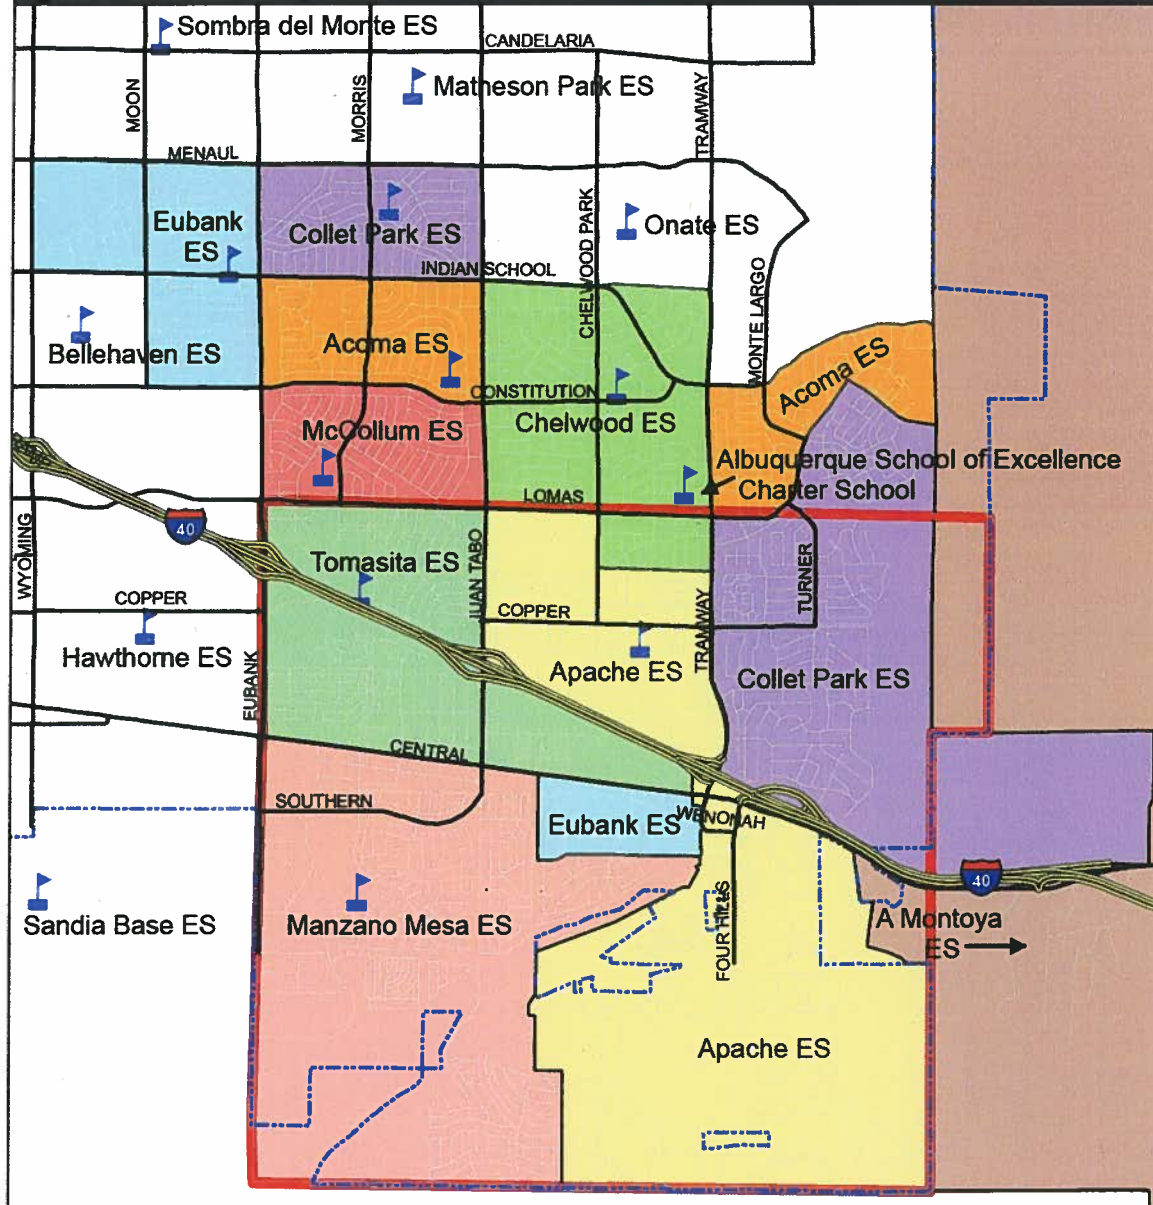 Sombra del Monte ES
CANDELARIA
MOON
MORRIS
Matheson Park ES
TRAMWAY
MENAUL
Eubank
ES
Collet Park ES
CHELWOOD PARK
Onate ES
INDIAN SCHOOL
MONTE LARGO
Bellehaven ES
Acoma ES
Acoma ES
CONSTITUTION
McCollum ES
Chelwood ES
Albuquerque School of Excellence
Charter School
LOMAS
40
WYOMING
Tomasita ES
JUAN TABO
TURNER
COPPER
COPPER
TRAMWAY
Hawthorne ES
EUBANK
Apache ES
Collet Park ES
CENTRAL
SOUTHERN
Eubank ES
WENONAH
40
Sandia Base ES
Manzano Mesa ES
FOUR HILLS
A Montoya
ES
Apache ES